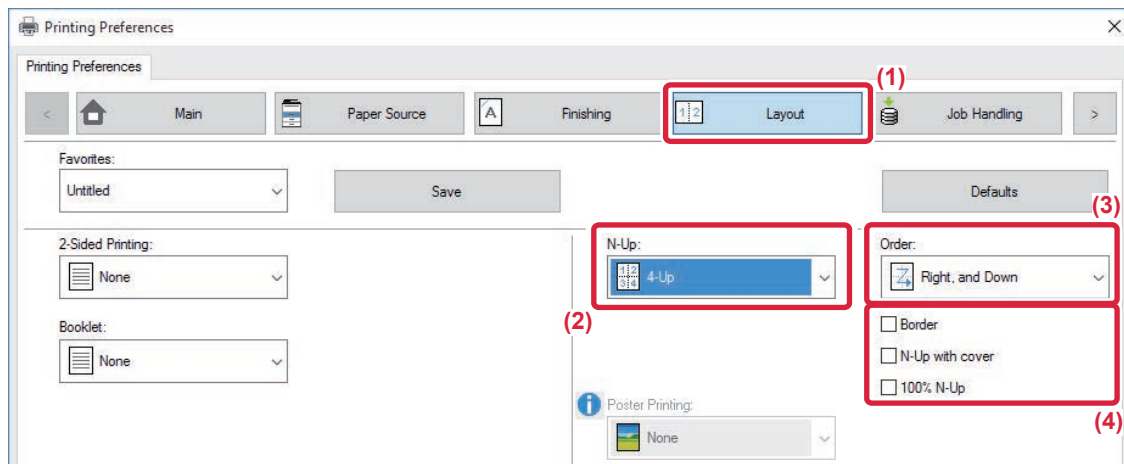 Printing Preferences
Printing Preferences
(1)
< Main Paper Source Finishing Layout Job Handling >
Favorites:
Untitled Save Defaults
(3)
2-Sided Printing: N-Up: Order:
None 4-Up Right, and Down
(2)
Booklet: Border
None N-Up with cover
100% N-Up
Poster Printing: (4)
None